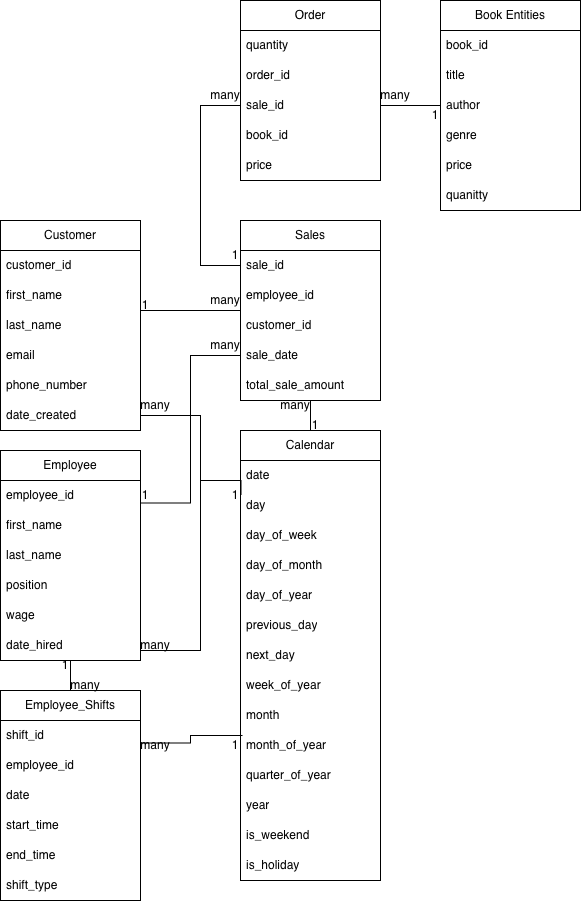 Order
quantity
order_id
sale_id
book_id
price
Book Entities
book_id
title
author
genre
price
quanitty
many
many
1
Customer
customer_id
first_name
last_name
email
phone_number
date_created
Sales
sale_id
employee_id
customer_id
sale_date
total_sale_amount
1
1
many
many
many
many
1
Employee
employee_id
first_name
last_name
position
wage
date_hired
Calendar
date
day
day_of_week
day_of_month
day_of_year
previous_day
next_day
week_of_year
month
month_of_year
quarter_of_year
year
is_weekend
is_holiday
1
1
many
1
many
Employee_Shifts
shift_id
employee_id
date
start_time
end_time
shift_type
many
1